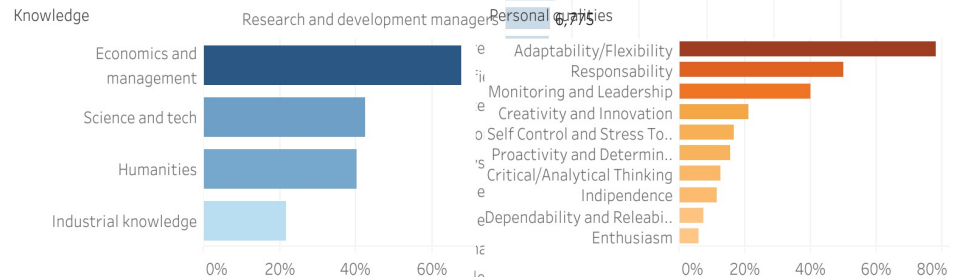 Knowledge
Research and development managers 6,775
Personal qualities
Economics and
management
Science and tech
Humanities
Industrial knowledge
0% 20% 40% 60%
Adaptability/Flexibility
Responsability
Monitoring and Leadership
Creativity and Innovation
Self Control and Stress To..
Proactivity and Determin..
Critical/Analytical Thinking
Indipendence
Dependability and Releabi..
Enthusiasm
0% 20% 40% 60% 80%